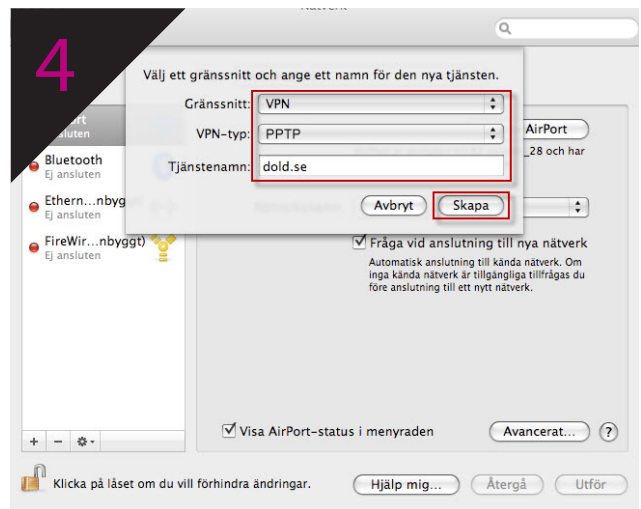 4
Välj ett gränssnitt och ange ett namn för den nya tjänsten.
Gränssnitt: VPN
VPN-typ: PPTP
Tjänstenamn: dold.se
Avbryt Skapa
AirPort
_28 och har
Bluetooth
Ej ansluten
Ethern...nbyg
Ej ansluten
FireWir...nbyggt)
Ej ansluten
Fråga vid anslutning till nya nätverk
Automatisk anslutning till kända nätverk. Om
inga kända nätverk är tillgängliga tillfrågas du
före anslutning till ett nytt nätverk.
+ −
Visa AirPort-status i menyraden
Avancerat... ?
Klicka på låset om du vill förhindra ändringar.
Hjälp mig... Återgå Utför